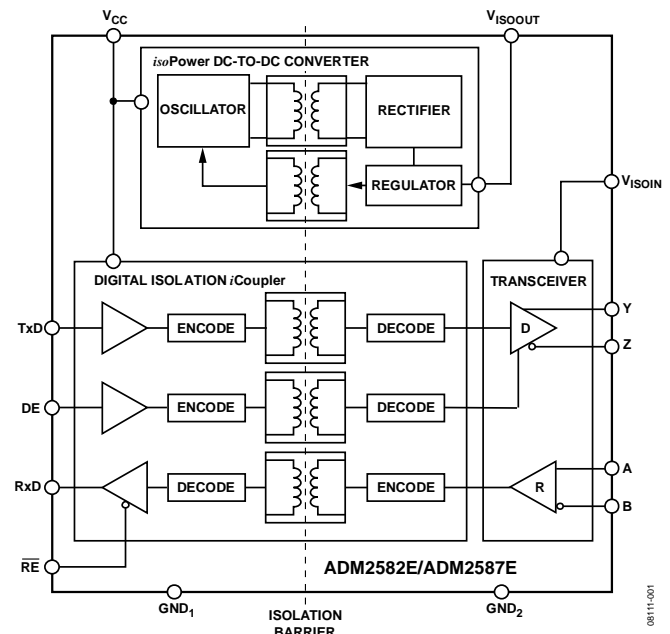 VCC
VISOOUT
isoPower DC-TO-DC CONVERTER
OSCILLATOR
RECTIFIER
REGULATOR
VISOIN
DIGITAL ISOLATION iCoupler
TRANSCEIVER
TxD
ENCODE
DECODE
D
Y
Z
DE
ENCODE
DECODE
RxD
DECODE
ENCODE
R
A
B
RE
ADM2582E/ADM2587E
GND1
GND2
ISOLATION
BARRIER
08111-001